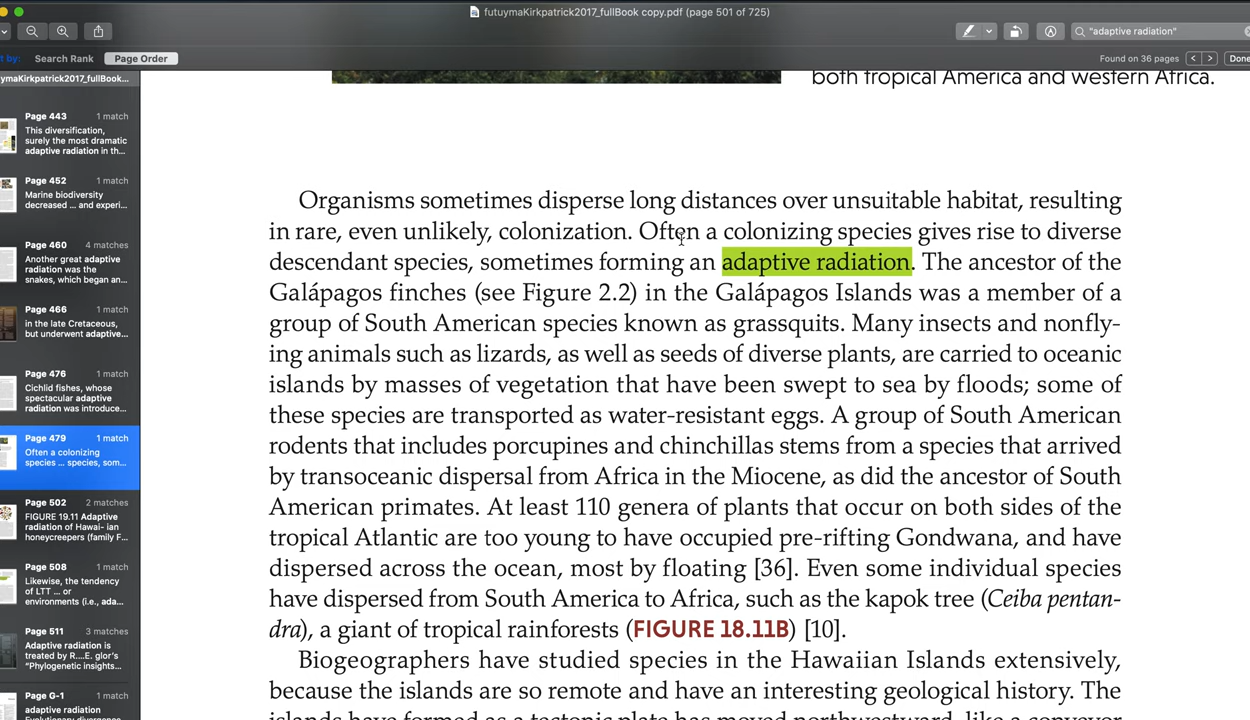 futuymaKirkpatrick2017_fullBook copy.pdf (page 501 of 725)
"adaptive radiation"
t by:
Search Rank
Page Order
Found on 36 pages
Done
uymaKirkpatrick2017_fullBook...
Page 443
1 match
This diversification,
surely the most dramatic
adaptive radiation in th...
Page 452
1 match
Marine biodiversity
decreased ... and experi...
Page 460
4 matches
Another great adaptive
radiation was the
snakes, which began an...
Page 466
1 match
in the late Cretaceous,
but underwent adaptive...
Page 476
1 match
Cichlid fishes, whose
spectacular adaptive
radiation was introduce...
Page 479
1 match
Often a colonizing
species ... species, som...
Page 502
2 matches
FIGURE 19.11 Adaptive
radiation of Hawai- ian
honeycreepers (family F...
Page 508
1 match
Likewise, the tendency
of LTT ... or
environments (i.e., ada...
Page 511
3 matches
Adaptive radiation is
treated by R....E. glor's
"Phylogenetic insights...
Page G-1
1 match
adaptive radiation
both tropical America and western Africa.
Organisms sometimes disperse long distances over unsuitable habitat, resulting
in rare, even unlikely, colonization. Often a colonizing species gives rise to diverse
descendant species, sometimes forming an adaptive radiation. The ancestor of the
Galápagos finches (see Figure 2.2) in the Galápagos Islands was a member of a
group of South American species known as grassquits. Many insects and nonfly-
ing animals such as lizards, as well as seeds of diverse plants, are carried to oceanic
islands by masses of vegetation that have been swept to sea by floods; some of
these species are transported as water-resistant eggs. A group of South American
rodents that includes porcupines and chinchillas stems from a species that arrived
by transoceanic dispersal from Africa in the Miocene, as did the ancestor of South
American primates. At least 110 genera of plants that occur on both sides of the
tropical Atlantic are too young to have occupied pre-rifting Gondwana, and have
dispersed across the ocean, most by floating [36]. Even some individual species
have dispersed from South America to Africa, such as the kapok tree (Ceiba pentan-
dra), a giant of tropical rainforests (FIGURE 18.11B) [10].
Biogeographers have studied species in the Hawaiian Islands extensively,
because the islands are so remote and have an interesting geological history. The
islands have formed as a tectonic plate has moved northwestward, like a conveyor